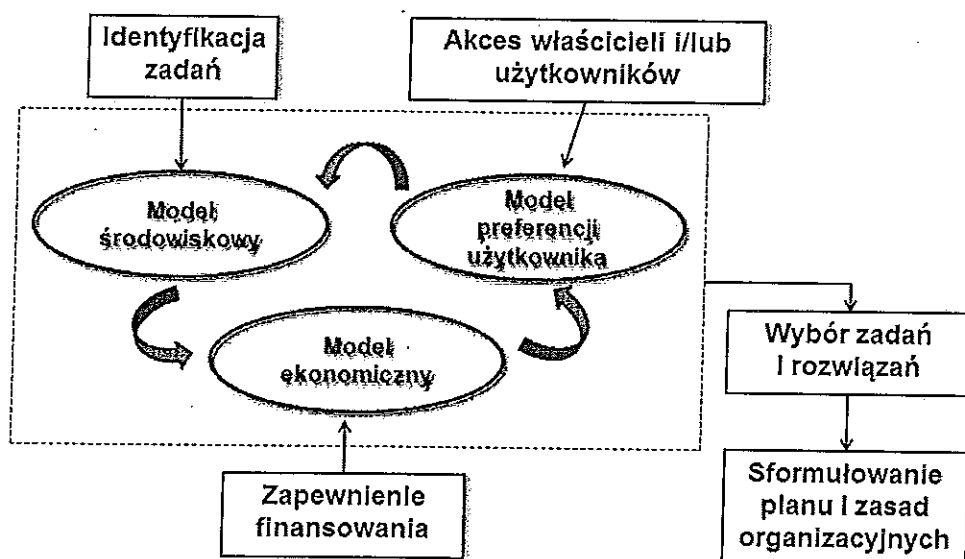 Identyfikacja
zadań
Akces właścicieli i/lub
użytkowników
Model
środowiskowy
Model
preferencji
użytkownika
Model
ekonomiczny
Wybór zadań
i rozwiązań
Zapewnienie
finansowania
Sformułowanie
planu i zasad
organizacyjnych